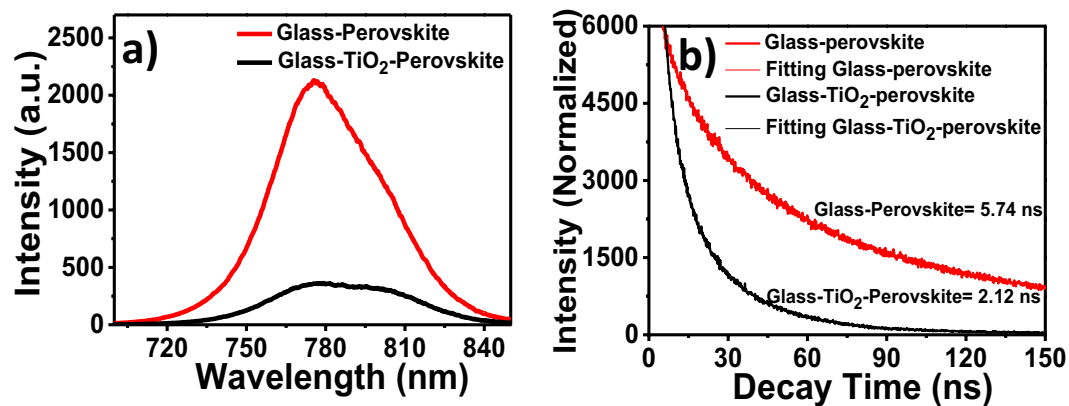 a)
Glass-Perovskite
Glass-TiO₂-Perovskite
Intensity (a.u.)
2500
2000
1500
1000
500
0
720 750 780 810 840
Wavelength (nm)
b)
Glass-perovskite
Fitting Glass-perovskite
Glass-TiO₂-perovskite
Fitting Glass-TiO₂-perovskite
Intensity (Normalized)
6000
4500
3000
1500
0
Glass-Perovskite= 5.74 ns
Glass-TiO₂-Perovskite= 2.12 ns
0 30 60 90 120 150
Decay Time (ns)